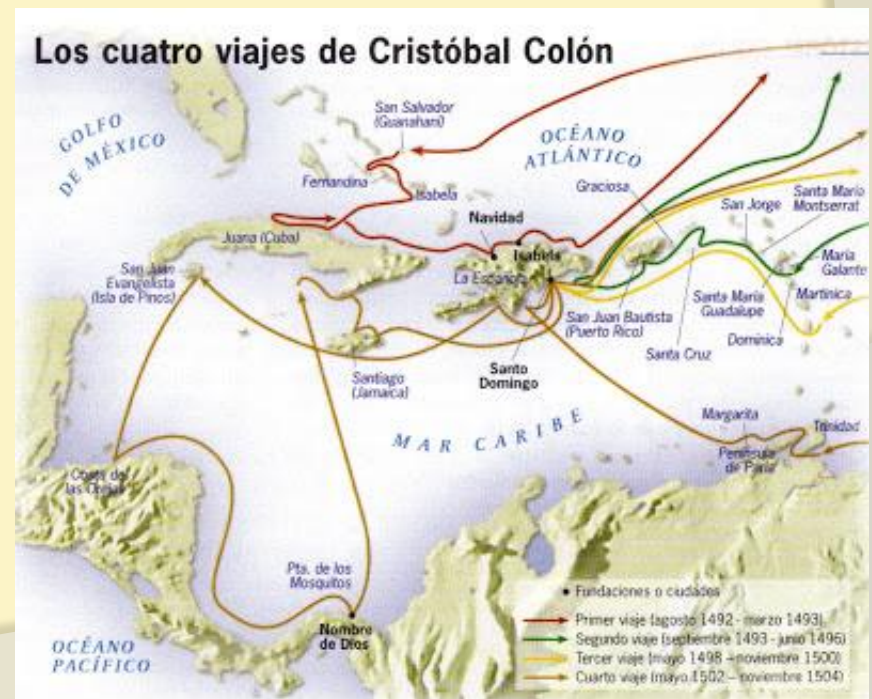 Los cuatro viajes de Cristóbal Colón
GOLFO
DE MÉXICO
San Salvador
(Guanahani)
OCÉANO
ATLÁNTICO
Fernandina
Isabela
Graciosa
San Jorge
Santa María
Montserrat
Navidad
Juana (Cuba)
Isabela
La Española
San Juan
Evangelista
(Isla de Pinos)
María
Galante
Santa María
Guadalupe
Martinica
San Juan Bautista
(Puerto Rico)
Dominica
Santa Cruz
Santo
Domingo
Santiago
(Jamaica)
MAR CARIBE
Margarita
Trinidad
Península
de Paria
Costa de
las
Pta. de los
Mosquitos
Nombre
de Dios
OCÉANO
PACÍFICO
Fundaciones o ciudades
Primer viaje (agosto 1492 - marzo 1493)
Segundo viaje (septiembre 1493 - junio 1496)
Tercer viaje (mayo 1498 - noviembre 1500)
Cuarto viaje (mayo 1502 - noviembre 1504)